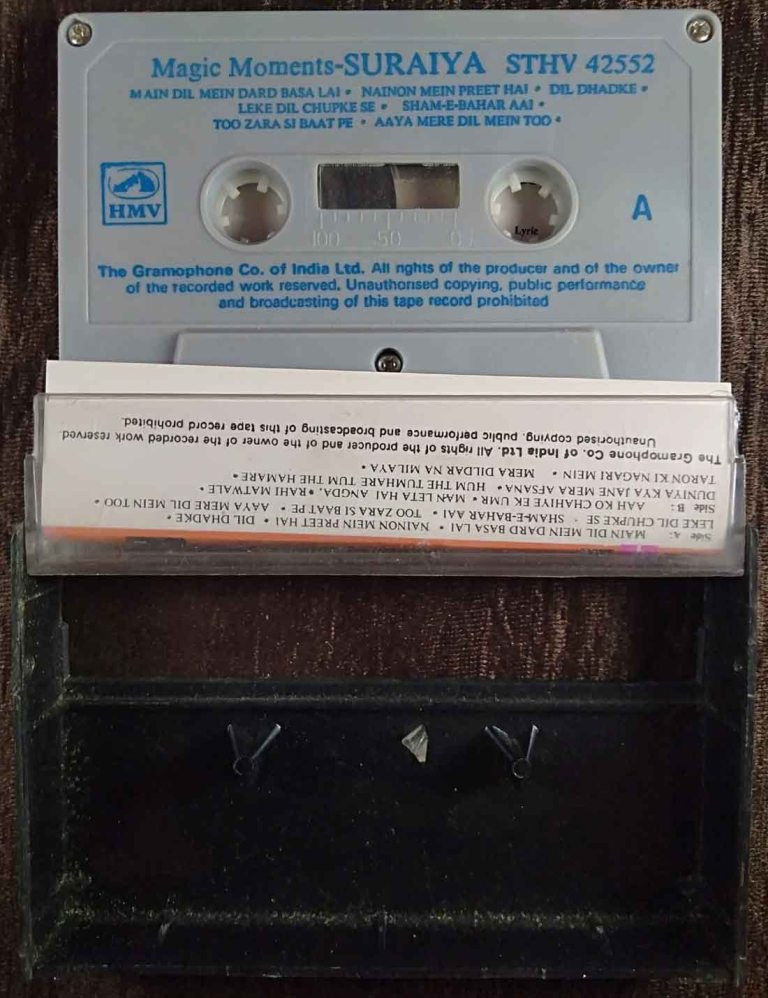 Magic Moments-SURAIYA STHV 42552
MAIN DIL MEIN DARD BASA LAI • NAINON MEIN PREET HAI • DIL DHADKE •
LEKE DIL CHUPKE SE • SHAM-E-BAHAR AAI •
TOO ZARA SI BAAT PE • AAYA MERE DIL MEIN TOO •
HMV
A
100 50 0
Lyric
The Gramophone Co. of India Ltd. All rights of the producer and of the owner
of the recorded work reserved. Unauthorised copying, public performance
and broadcasting of this tape record prohibited
Side A: MAIN DIL MEIN DARD BASA LAI • NAINON MEIN PREET HAI • DIL DHADKE •
LEKE DIL CHUPKE SE • SHAM-E-BAHAR AAI • TOO ZARA SI BAAT PE • AAYA MERE DIL MEIN TOO •
Side B: AAH KO CHAHIYE EK UMR • MAN LETA HAI ANGDA, • RAHI MATWALE •
DUNIYA KYA JANE MERA AFSANA • HUM THE TUMHARE TUM THE HAMARE •
TARON KI NAGARI MEIN • MERA DILDAR NA MILAYA •
The Gramophone Co. of India Ltd. All rights of the producer and of the owner of the recorded work reserved
Unauthorised copying, public performance and broadcasting of this tape record prohibited.